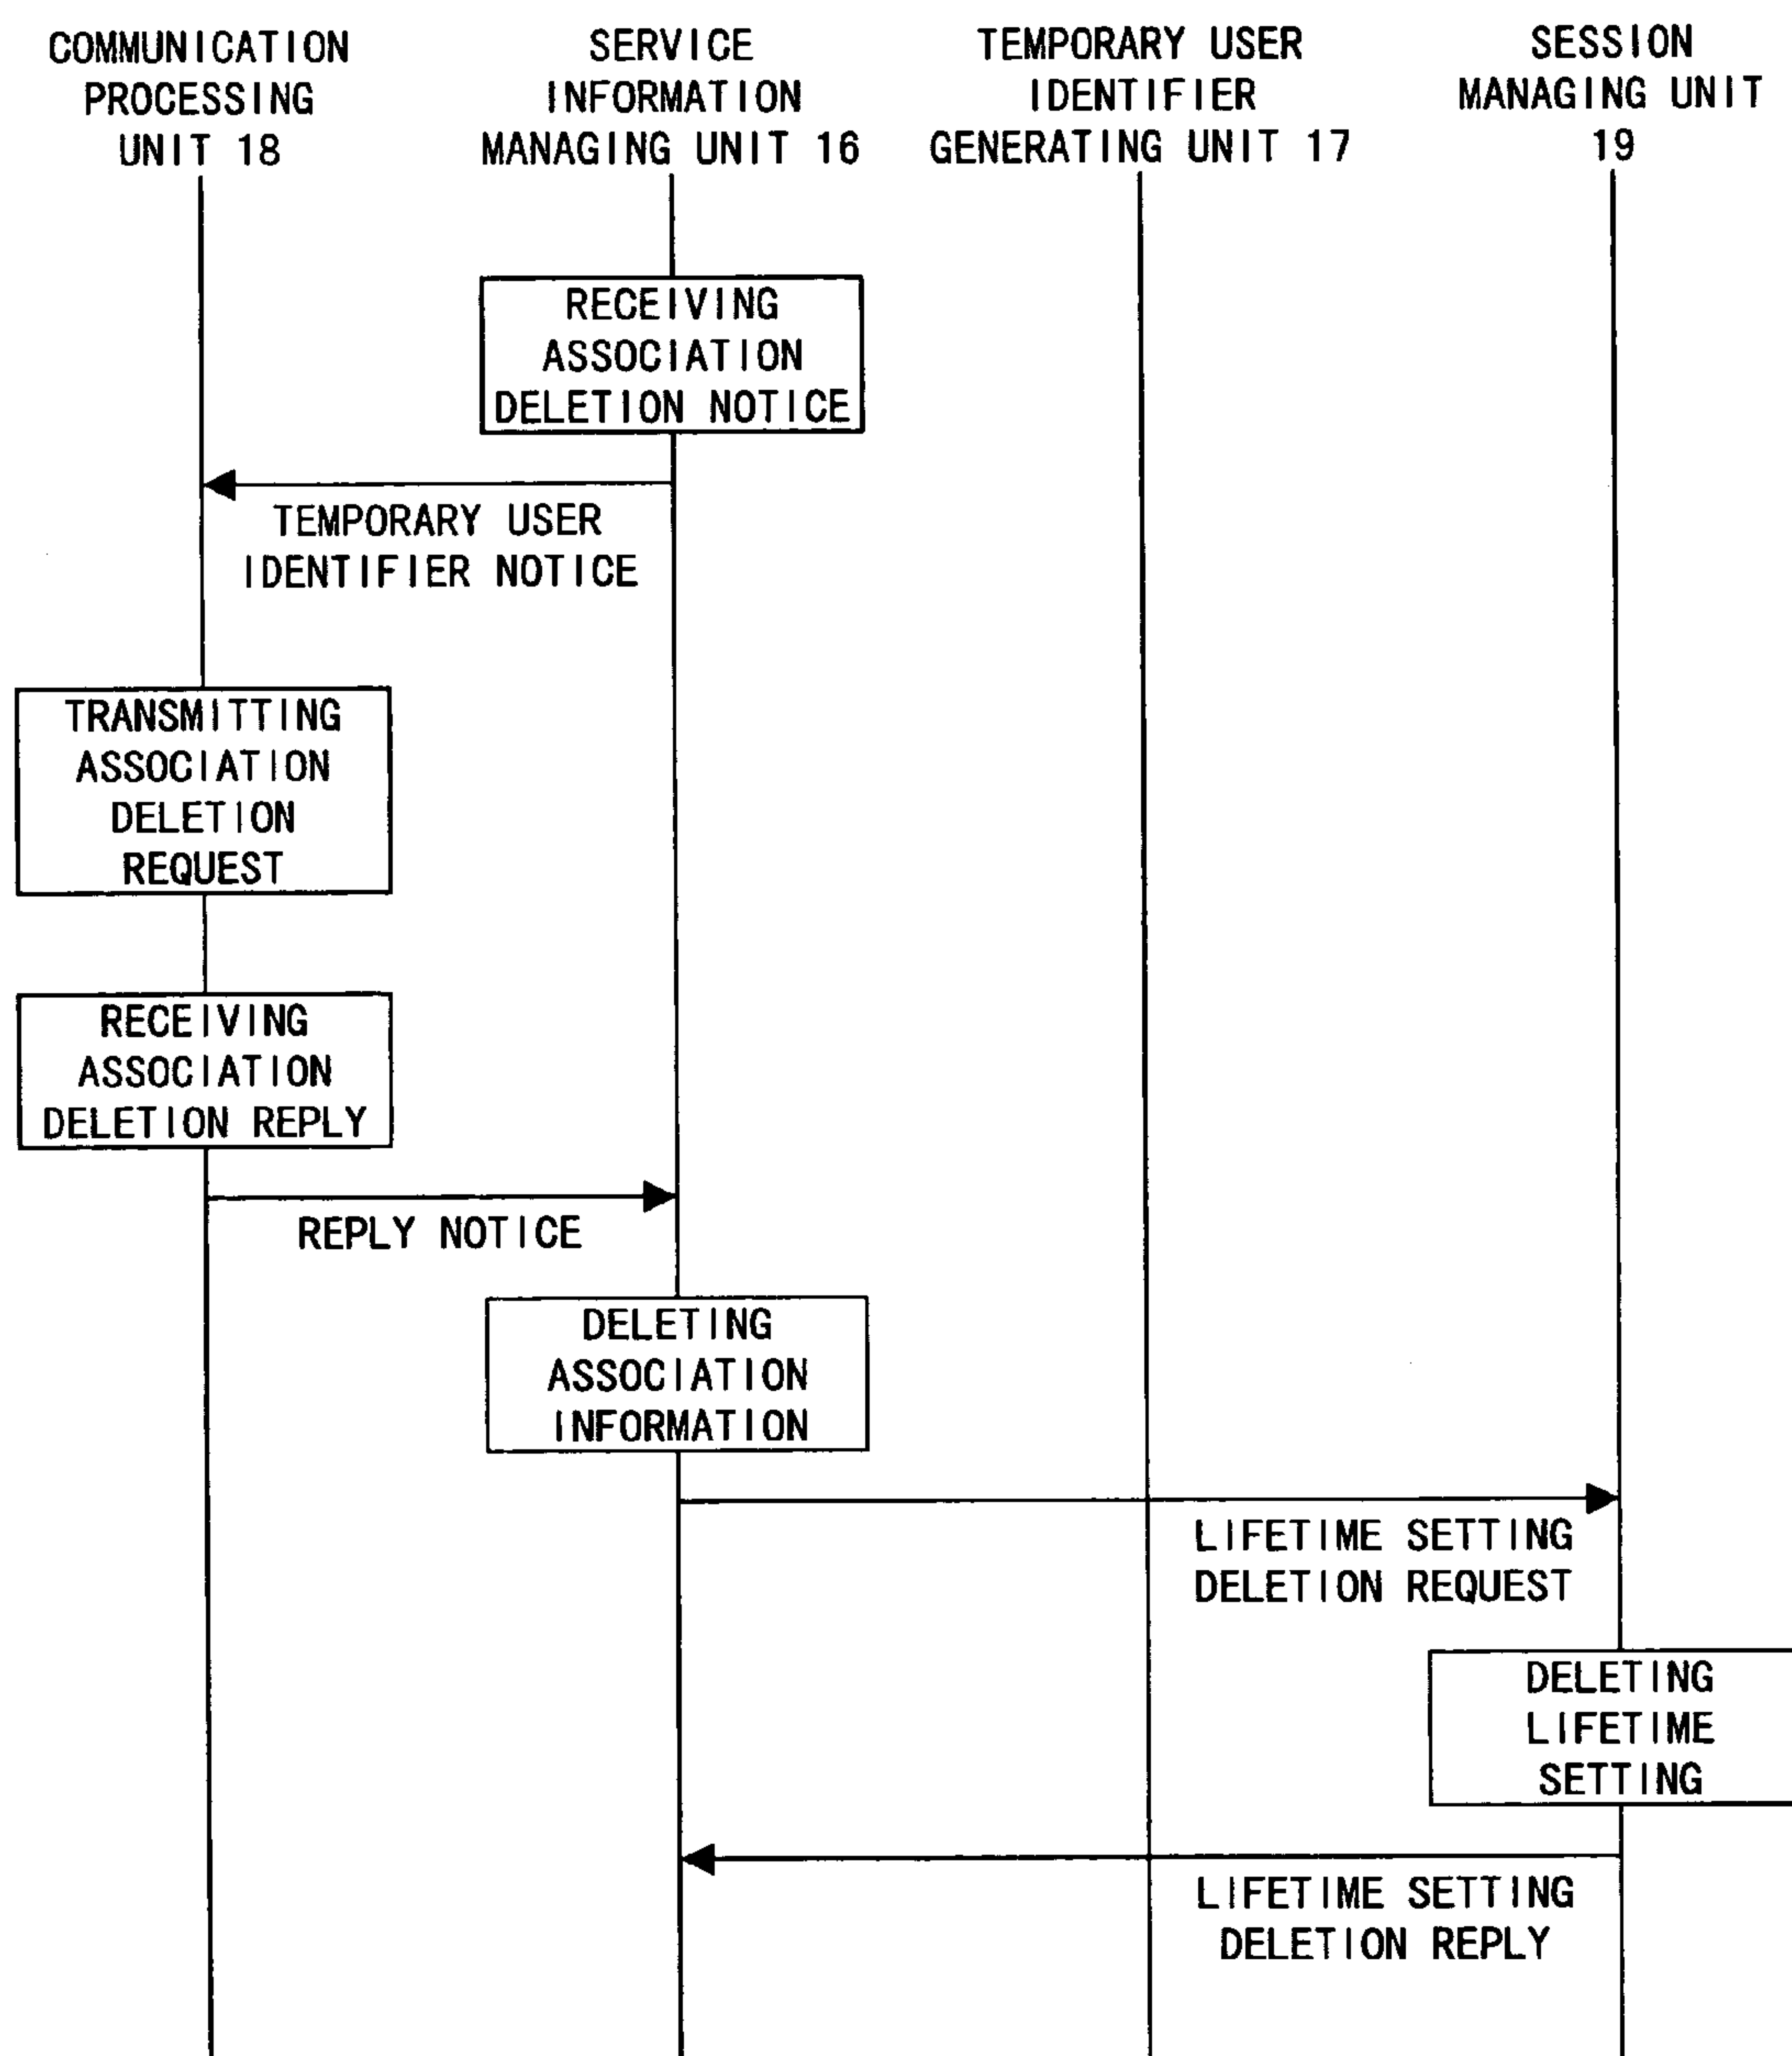 COMMUNICATION
PROCESSING
UNIT 18
SERVICE
INFORMATION
MANAGING UNIT 16
TEMPORARY USER
IDENTIFIER
GENERATING UNIT 17
SESSION
MANAGING UNIT
19
RECEIVING
ASSOCIATION
DELETION NOTICE
TEMPORARY USER
IDENTIFIER NOTICE
TRANSMITTING
ASSOCIATION
DELETION
REQUEST
RECEIVING
ASSOCIATION
DELETION REPLY
REPLY NOTICE
DELETING
ASSOCIATION
INFORMATION
LIFETIME SETTING
DELETION REQUEST
DELETING
LIFETIME
SETTING
LIFETIME SETTING
DELETION REPLY